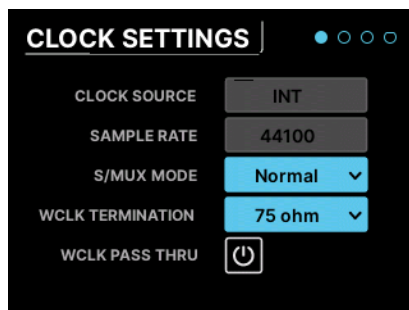 CLOCK SETTINGS
CLOCK SOURCE INT
SAMPLE RATE 44100
S/MUX MODE Normal
WCLK TERMINATION 75 ohm
WCLK PASS THRU